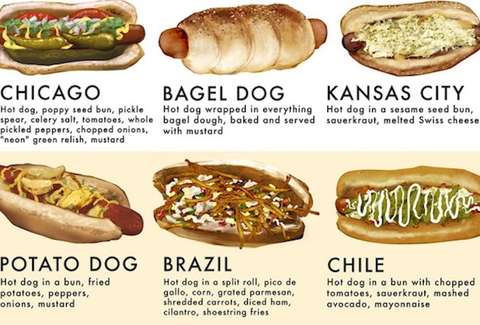 CHICAGO
Hot dog, poppy seed bun, pickle
spear, celery salt, tomatoes, whole
pickled peppers, chopped onions,
"neon" green relish, mustard
BAGEL DOG
Hot dog wrapped in everything
bagel dough, baked and served
with mustard
KANSAS CITY
Hot dog in a sesame seed bun,
sauerkraut, melted Swiss cheese
POTATO DOG
Hot dog in a bun, fried
potatoes, peppers,
onions, mustard
BRAZIL
Hot dog in a split roll, pico de
gallo, corn, grated parmesan,
shredded carrots, diced ham,
cilantro, shoestring fries
CHILE
Hot dog in a bun with chopped
tomatoes, sauerkraut, mashed
avocado, mayonnaise